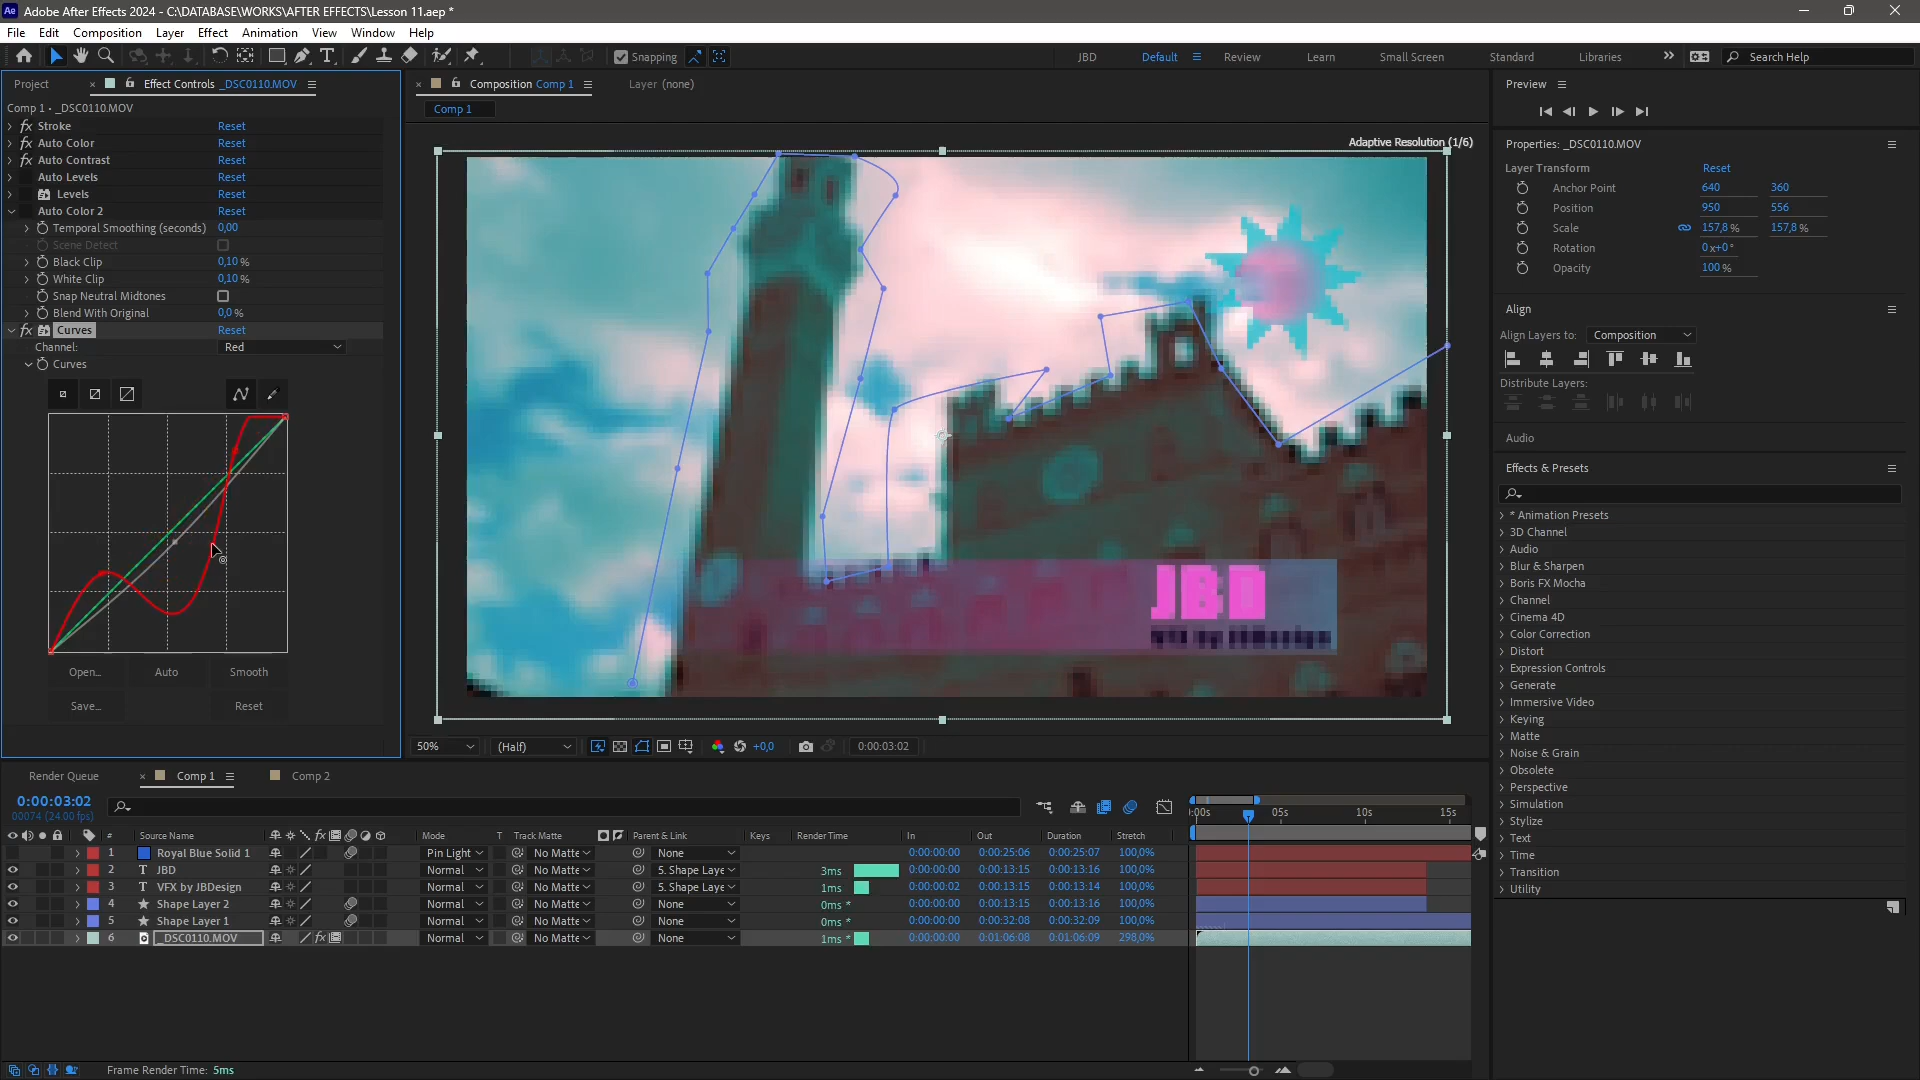 Adobe After Effects 2024 - C:\DATABASE\WORKS\AFTER EFFECTS\Lesson 11.aep *
File Edit Composition Layer Effect Animation View Window Help
Snapping JBD Default Review Learn Small Screen Standard Libraries Search Help
Project Effect Controls _DSC0110.MOV
Comp 1 • _DSC0110.MOV
Stroke Reset
Auto Color Reset
Auto Contrast Reset
Auto Levels Reset
Levels Reset
Auto Color 2 Reset
Temporal Smoothing (seconds) 0,00
Scene Detect
Black Clip 0,10 %
White Clip 0,10 %
Snap Neutral Midtones
Blend With Original 0,0 %
Curves Reset
Channel: Red
Curves
Open... Auto Smooth
Save... Reset
Composition Comp 1 Layer (none)
Comp 1
Adaptive Resolution (1/6)
JBD
50% (Half) +0,0 0:00:03:02
Preview
Properties: _DSC0110.MOV
Layer Transform Reset
Anchor Point 640 360
Position 950 556
Scale 157,8 % 157,8 %
Rotation 0x+0°
Opacity 100 %
Align
Align Layers to: Composition
Distribute Layers:
Audio
Effects & Presets
* Animation Presets
3D Channel
Audio
Blur & Sharpen
Boris FX Mocha
Channel
Cinema 4D
Color Correction
Distort
Expression Controls
Generate
Immersive Video
Keying
Matte
Noise & Grain
Obsolete
Perspective
Simulation
Stylize
Text
Time
Transition
Utility
Render Queue Comp 1 Comp 2
0:00:03:02
00074 (24.00 fps)
:00s 05s 10s 15s
# Source Name Mode T Track Matte Parent & Link Keys Render Time In Out Duration Stretch
1 Royal Blue Solid 1 Pin Light No Matte None 0:00:00:00 0:00:25:06 0:00:25:07 100,0%
2 T JBD Normal No Matte 5. Shape Laye 3ms 0:00:00:00 0:00:13:15 0:00:13:16 100,0%
3 T VFX by JBDesign Normal No Matte 5. Shape Laye 1ms 0:00:00:02 0:00:13:15 0:00:13:14 100,0%
4 Shape Layer 2 Normal No Matte None 0ms * 0:00:00:00 0:00:13:15 0:00:13:16 100,0%
5 Shape Layer 1 Normal No Matte None 0ms * 0:00:00:00 0:00:32:08 0:00:32:09 100,0%
6 _DSC0110.MOV Normal No Matte None 1ms * 0:00:00:00 0:01:06:08 0:01:06:09 298,0%
Frame Render Time: 5ms